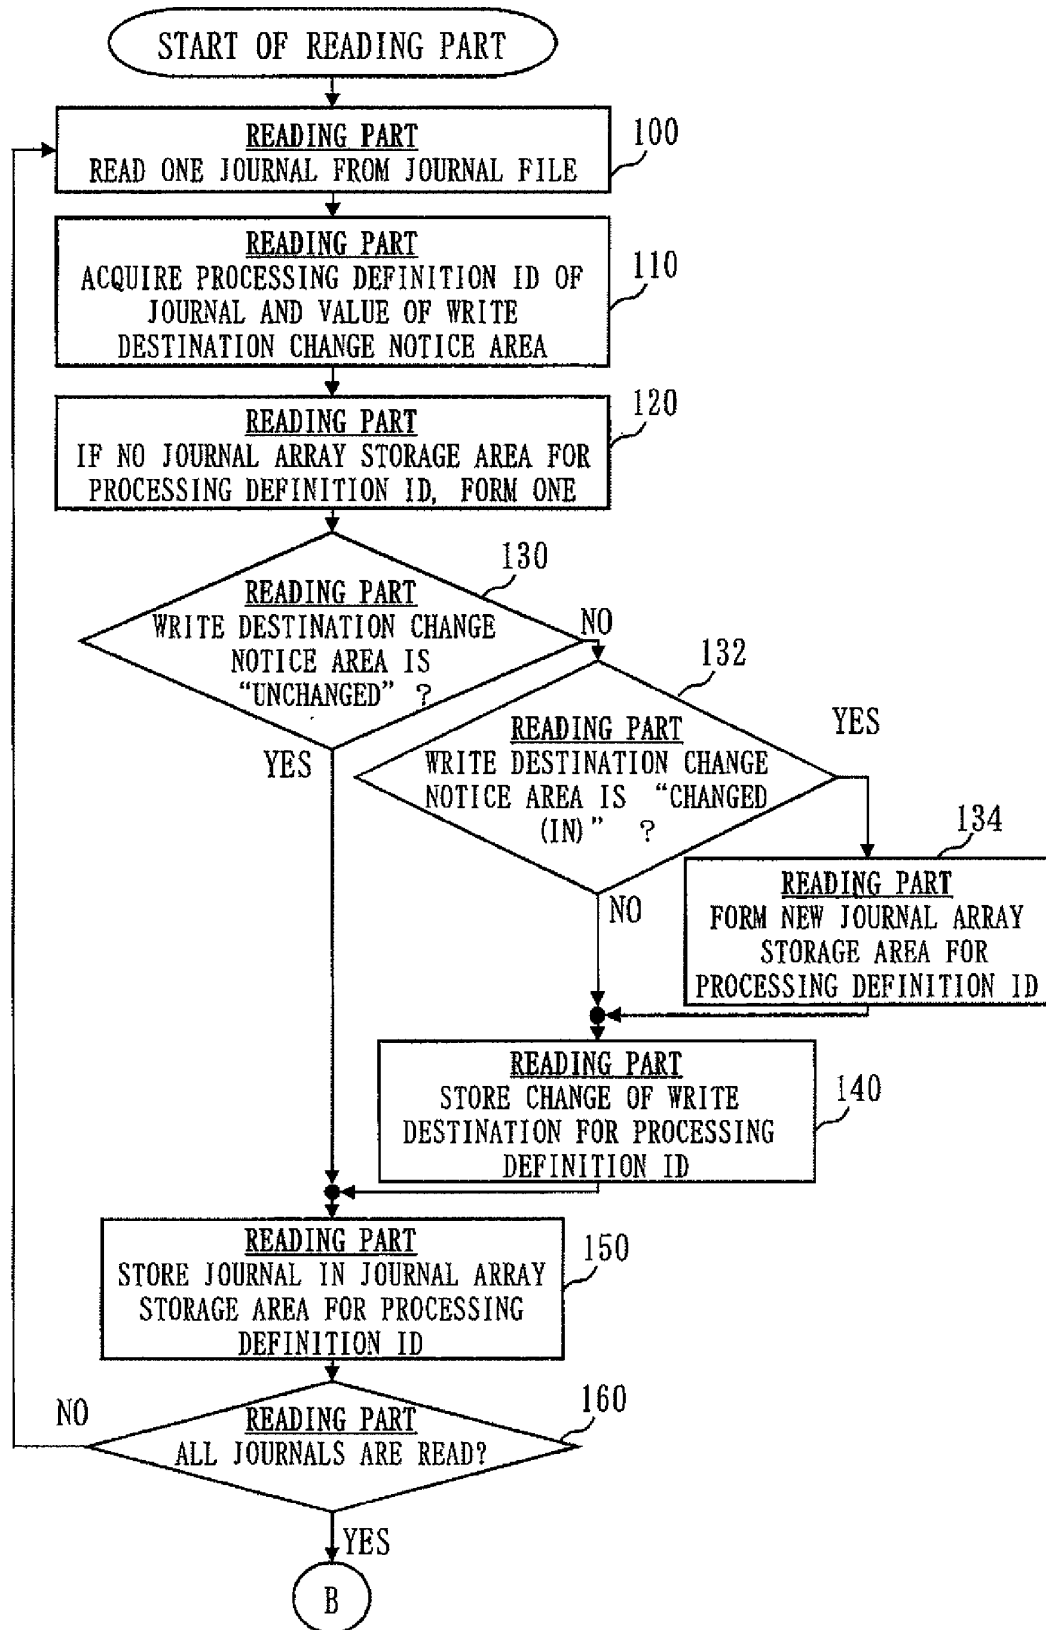 START OF READING PART
READING PART
READ ONE JOURNAL FROM JOURNAL FILE
100
READING PART
ACQUIRE PROCESSING DEFINITION ID OF
JOURNAL AND VALUE OF WRITE
DESTINATION CHANGE NOTICE AREA
110
READING PART
IF NO JOURNAL ARRAY STORAGE AREA FOR
PROCESSING DEFINITION ID, FORM ONE
120
READING PART
WRITE DESTINATION CHANGE
NOTICE AREA IS
“UNCHANGED” ?
130
NO
YES
READING PART
WRITE DESTINATION CHANGE
NOTICE AREA IS “CHANGED
(IN)” ?
132
YES
NO
READING PART
FORM NEW JOURNAL ARRAY
STORAGE AREA FOR
PROCESSING DEFINITION ID
134
READING PART
STORE CHANGE OF WRITE
DESTINATION FOR PROCESSING
DEFINITION ID
140
READING PART
STORE JOURNAL IN JOURNAL ARRAY
STORAGE AREA FOR PROCESSING
DEFINITION ID
150
READING PART
ALL JOURNALS ARE READ?
160
NO
YES
B